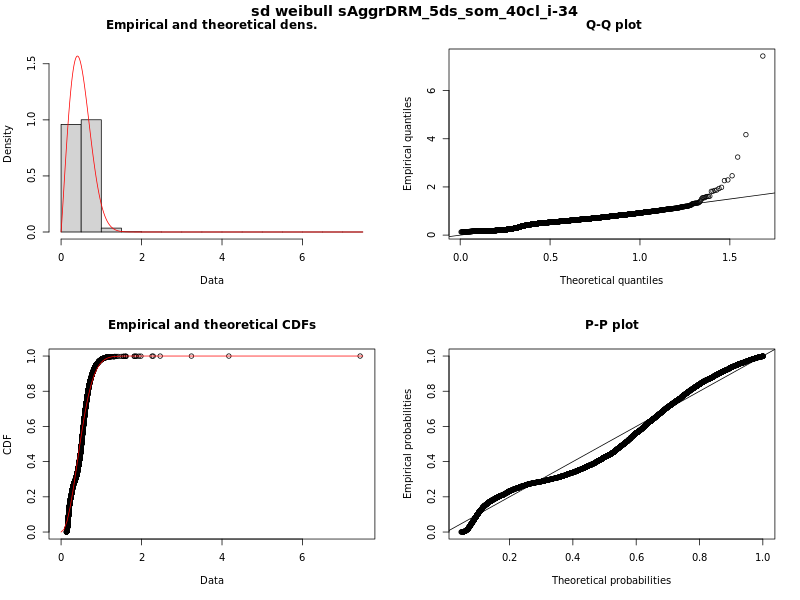 sd weibull sAggrDRM_5ds_som_40cl_i-34
Empirical and theoretical dens.
Density
0.0 0.5 1.0 1.5
0 2 4 6
Data
Q-Q plot
Empirical quantiles
0 2 4 6
0.0 0.5 1.0 1.5
Theoretical quantiles
Empirical and theoretical CDFs
CDF
0.0 0.2 0.4 0.6 0.8 1.0
0 2 4 6
Data
P-P plot
Empirical probabilities
0.0 0.2 0.4 0.6 0.8 1.0
0.2 0.4 0.6 0.8 1.0
Theoretical probabilities